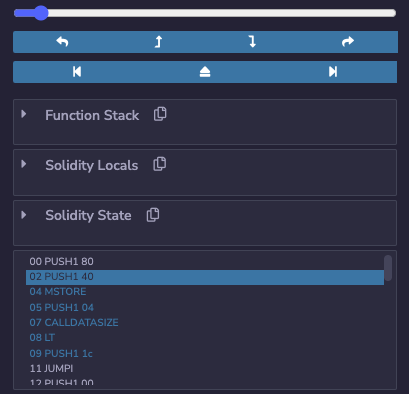 Function Stack
Solidity Locals
Solidity State
00 PUSH1 80
02 PUSH1 40
04 MSTORE
05 PUSH1 04
07 CALLDATASIZE
08 LT
09 PUSH1 1c
11 JUMPI
12 PUSH1 00